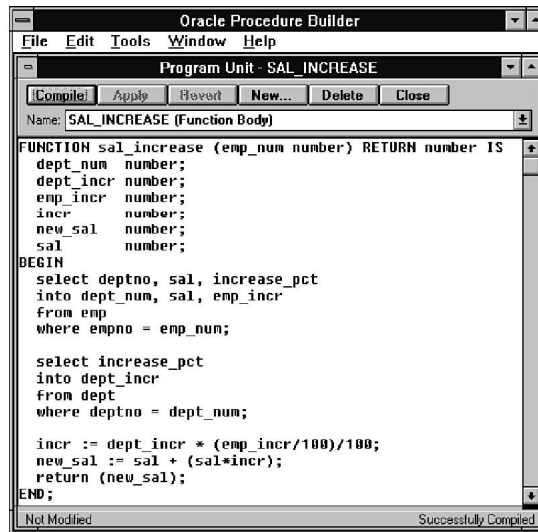 Oracle Procedure Builder
File Edit Tools Window Help
Program Unit - SAL_INCREASE
Compile Apply Revert New... Delete Close
Name: SAL_INCREASE (Function Body)
FUNCTION sal_increase (emp_num number) RETURN number IS
  dept_num  number;
  dept_incr number;
  emp_incr  number;
  incr      number;
  new_sal   number;
  sal       number;
BEGIN
  select deptno, sal, increase_pct
  into dept_num, sal, emp_incr
  from emp
  where empno = emp_num;

  select increase_pct
  into dept_incr
  from dept
  where deptno = dept_num;

  incr := dept_incr * (emp_incr/100)/100;
  new_sal := sal + (sal*incr);
  return (new_sal);
END;
Not Modified Successfully Compiled